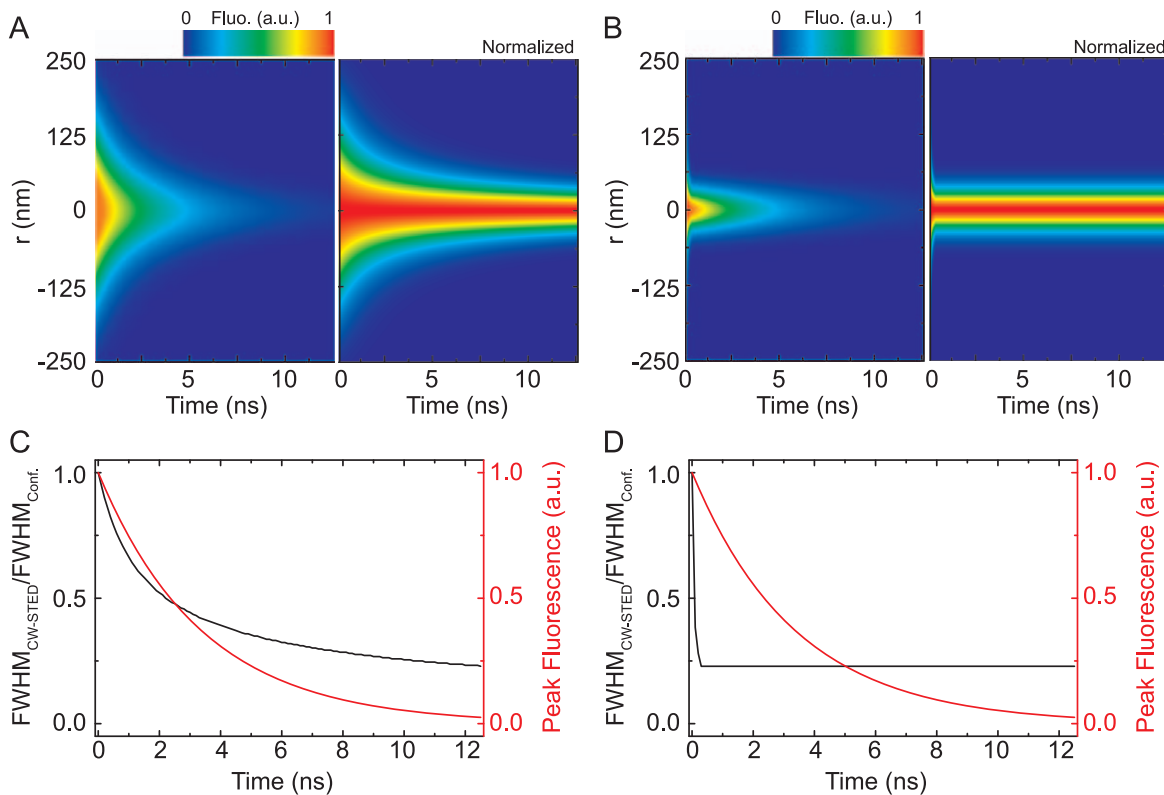 A
0 Fluo. (a.u.) 1
Normalized
B
0 Fluo. (a.u.) 1
Normalized
250
125
0
-125
-250
r (nm)
0 5 10
Time (ns)
0 5 10
Time (ns)
250
125
0
-125
-250
r (nm)
0 5 10
Time (ns)
0 5 10
Time (ns)
C
1.0
0.5
0.0
FWHM_CW-STED/FWHM_Conf.
1.0
0.5
0.0
Peak Fluorescence (a.u.)
0 2 4 6 8 10 12
Time (ns)
D
1.0
0.5
0.0
FWHM_CW-STED/FWHM_Conf.
1.0
0.5
0.0
Peak Fluorescence (a.u.)
0 2 4 6 8 10 12
Time (ns)